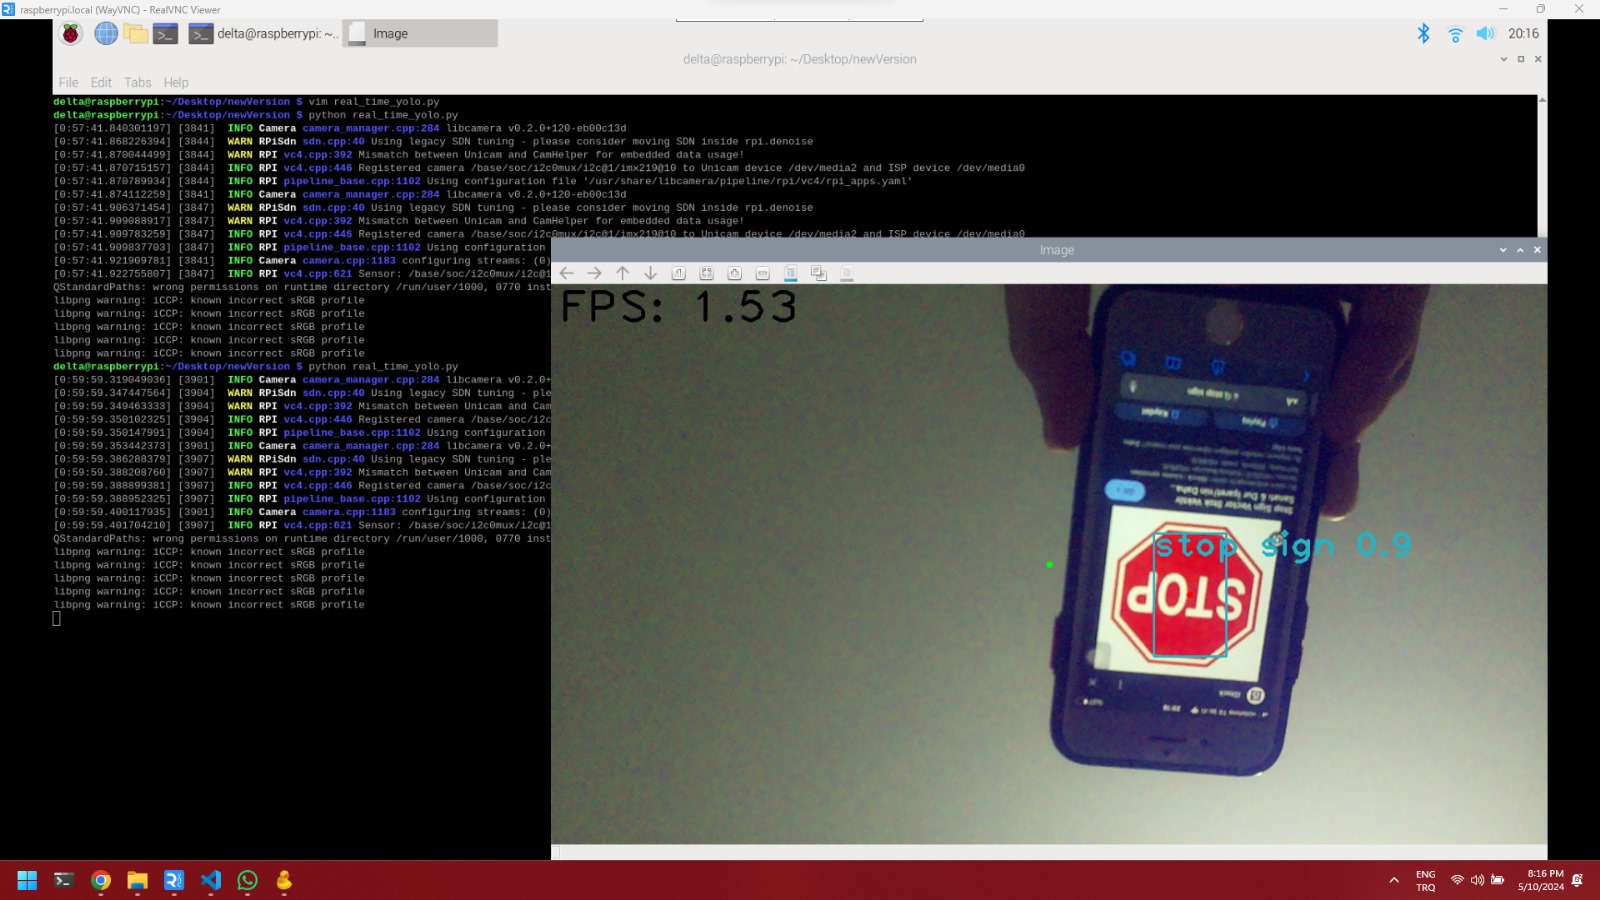 raspberrypi.local (WayVNC) - RealVNC Viewer
delta@raspberrypi: ~..
Image
20:16
delta@raspberrypi: ~/Desktop/newVersion
File Edit Tabs Help
delta@raspberrypi:~/Desktop/newVersion $ vim real_time_yolo.py
delta@raspberrypi:~/Desktop/newVersion $ python real_time_yolo.py
[0:57:41.840301197] [3841] INFO Camera camera_manager.cpp:284 libcamera v0.2.0+120-eb00c13d
[0:57:41.868226394] [3844] WARN RPiSdn sdn.cpp:40 Using legacy SDN tuning - please consider moving SDN inside rpi.denoise
[0:57:41.870044499] [3844] WARN RPI vc4.cpp:392 Mismatch between Unicam and CamHelper for embedded data usage!
[0:57:41.870715157] [3844] INFO RPI vc4.cpp:446 Registered camera /base/soc/i2c0mux/i2c@1/imx219@10 to Unicam device /dev/media2 and ISP device /dev/media0
[0:57:41.870789934] [3844] INFO RPI pipeline_base.cpp:1102 Using configuration file '/usr/share/libcamera/pipeline/rpi/vc4/rpi_apps.yaml'
[0:57:41.874112259] [3841] INFO Camera camera_manager.cpp:284 libcamera v0.2.0+120-eb00c13d
[0:57:41.906371454] [3847] WARN RPiSdn sdn.cpp:40 Using legacy SDN tuning - please consider moving SDN inside rpi.denoise
[0:57:41.909088917] [3847] WARN RPI vc4.cpp:392 Mismatch between Unicam and CamHelper for embedded data usage!
[0:57:41.909783259] [3847] INFO RPI vc4.cpp:446 Registered camera /base/soc/i2c0mux/i2c@1/imx219@10 to Unicam device /dev/media2 and ISP device /dev/media0
[0:57:41.909837703] [3847] INFO RPI pipeline_base.cpp:1102 Using configuration
[0:57:41.921909781] [3841] INFO Camera camera.cpp:1183 configuring streams: (0)
[0:57:41.922755807] [3847] INFO RPI vc4.cpp:621 Sensor: /base/soc/i2c0mux/i2c@1
QStandardPaths: wrong permissions on runtime directory /run/user/1000, 0770 inst
libpng warning: iCCP: known incorrect sRGB profile
libpng warning: iCCP: known incorrect sRGB profile
libpng warning: iCCP: known incorrect sRGB profile
libpng warning: iCCP: known incorrect sRGB profile
libpng warning: iCCP: known incorrect sRGB profile
delta@raspberrypi:~/Desktop/newVersion $ python real_time_yolo.py
[0:59:59.319049036] [3901] INFO Camera camera_manager.cpp:284 libcamera v0.2.0+
[0:59:59.347447564] [3904] WARN RPiSdn sdn.cpp:40 Using legacy SDN tuning - ple
[0:59:59.349463333] [3904] WARN RPI vc4.cpp:392 Mismatch between Unicam and Cam
[0:59:59.350102325] [3904] INFO RPI vc4.cpp:446 Registered camera /base/soc/i2c
[0:59:59.350147991] [3904] INFO RPI pipeline_base.cpp:1102 Using configuration
[0:59:59.353442373] [3901] INFO Camera camera_manager.cpp:284 libcamera v0.2.0+
[0:59:59.386288379] [3907] WARN RPiSdn sdn.cpp:40 Using legacy SDN tuning - ple
[0:59:59.388208760] [3907] WARN RPI vc4.cpp:392 Mismatch between Unicam and Cam
[0:59:59.388899381] [3907] INFO RPI vc4.cpp:446 Registered camera /base/soc/i2c
[0:59:59.388952325] [3907] INFO RPI pipeline_base.cpp:1102 Using configuration
[0:59:59.400117935] [3901] INFO Camera camera.cpp:1183 configuring streams: (0)
[0:59:59.401704210] [3907] INFO RPI vc4.cpp:621 Sensor: /base/soc/i2c0mux/i2c@1
QStandardPaths: wrong permissions on runtime directory /run/user/1000, 0770 inst
libpng warning: iCCP: known incorrect sRGB profile
libpng warning: iCCP: known incorrect sRGB profile
libpng warning: iCCP: known incorrect sRGB profile
libpng warning: iCCP: known incorrect sRGB profile
libpng warning: iCCP: known incorrect sRGB profile
Image
FPS: 1.53
stop sign 0.9
AA stop sign
Paylaş Kaydet
Stop Sign Vector Stok Vektör
Sanatı & Dur İşareti'nin Daha...
STOP
iStock
ENG
TRQ
8:16 PM
5/10/2024